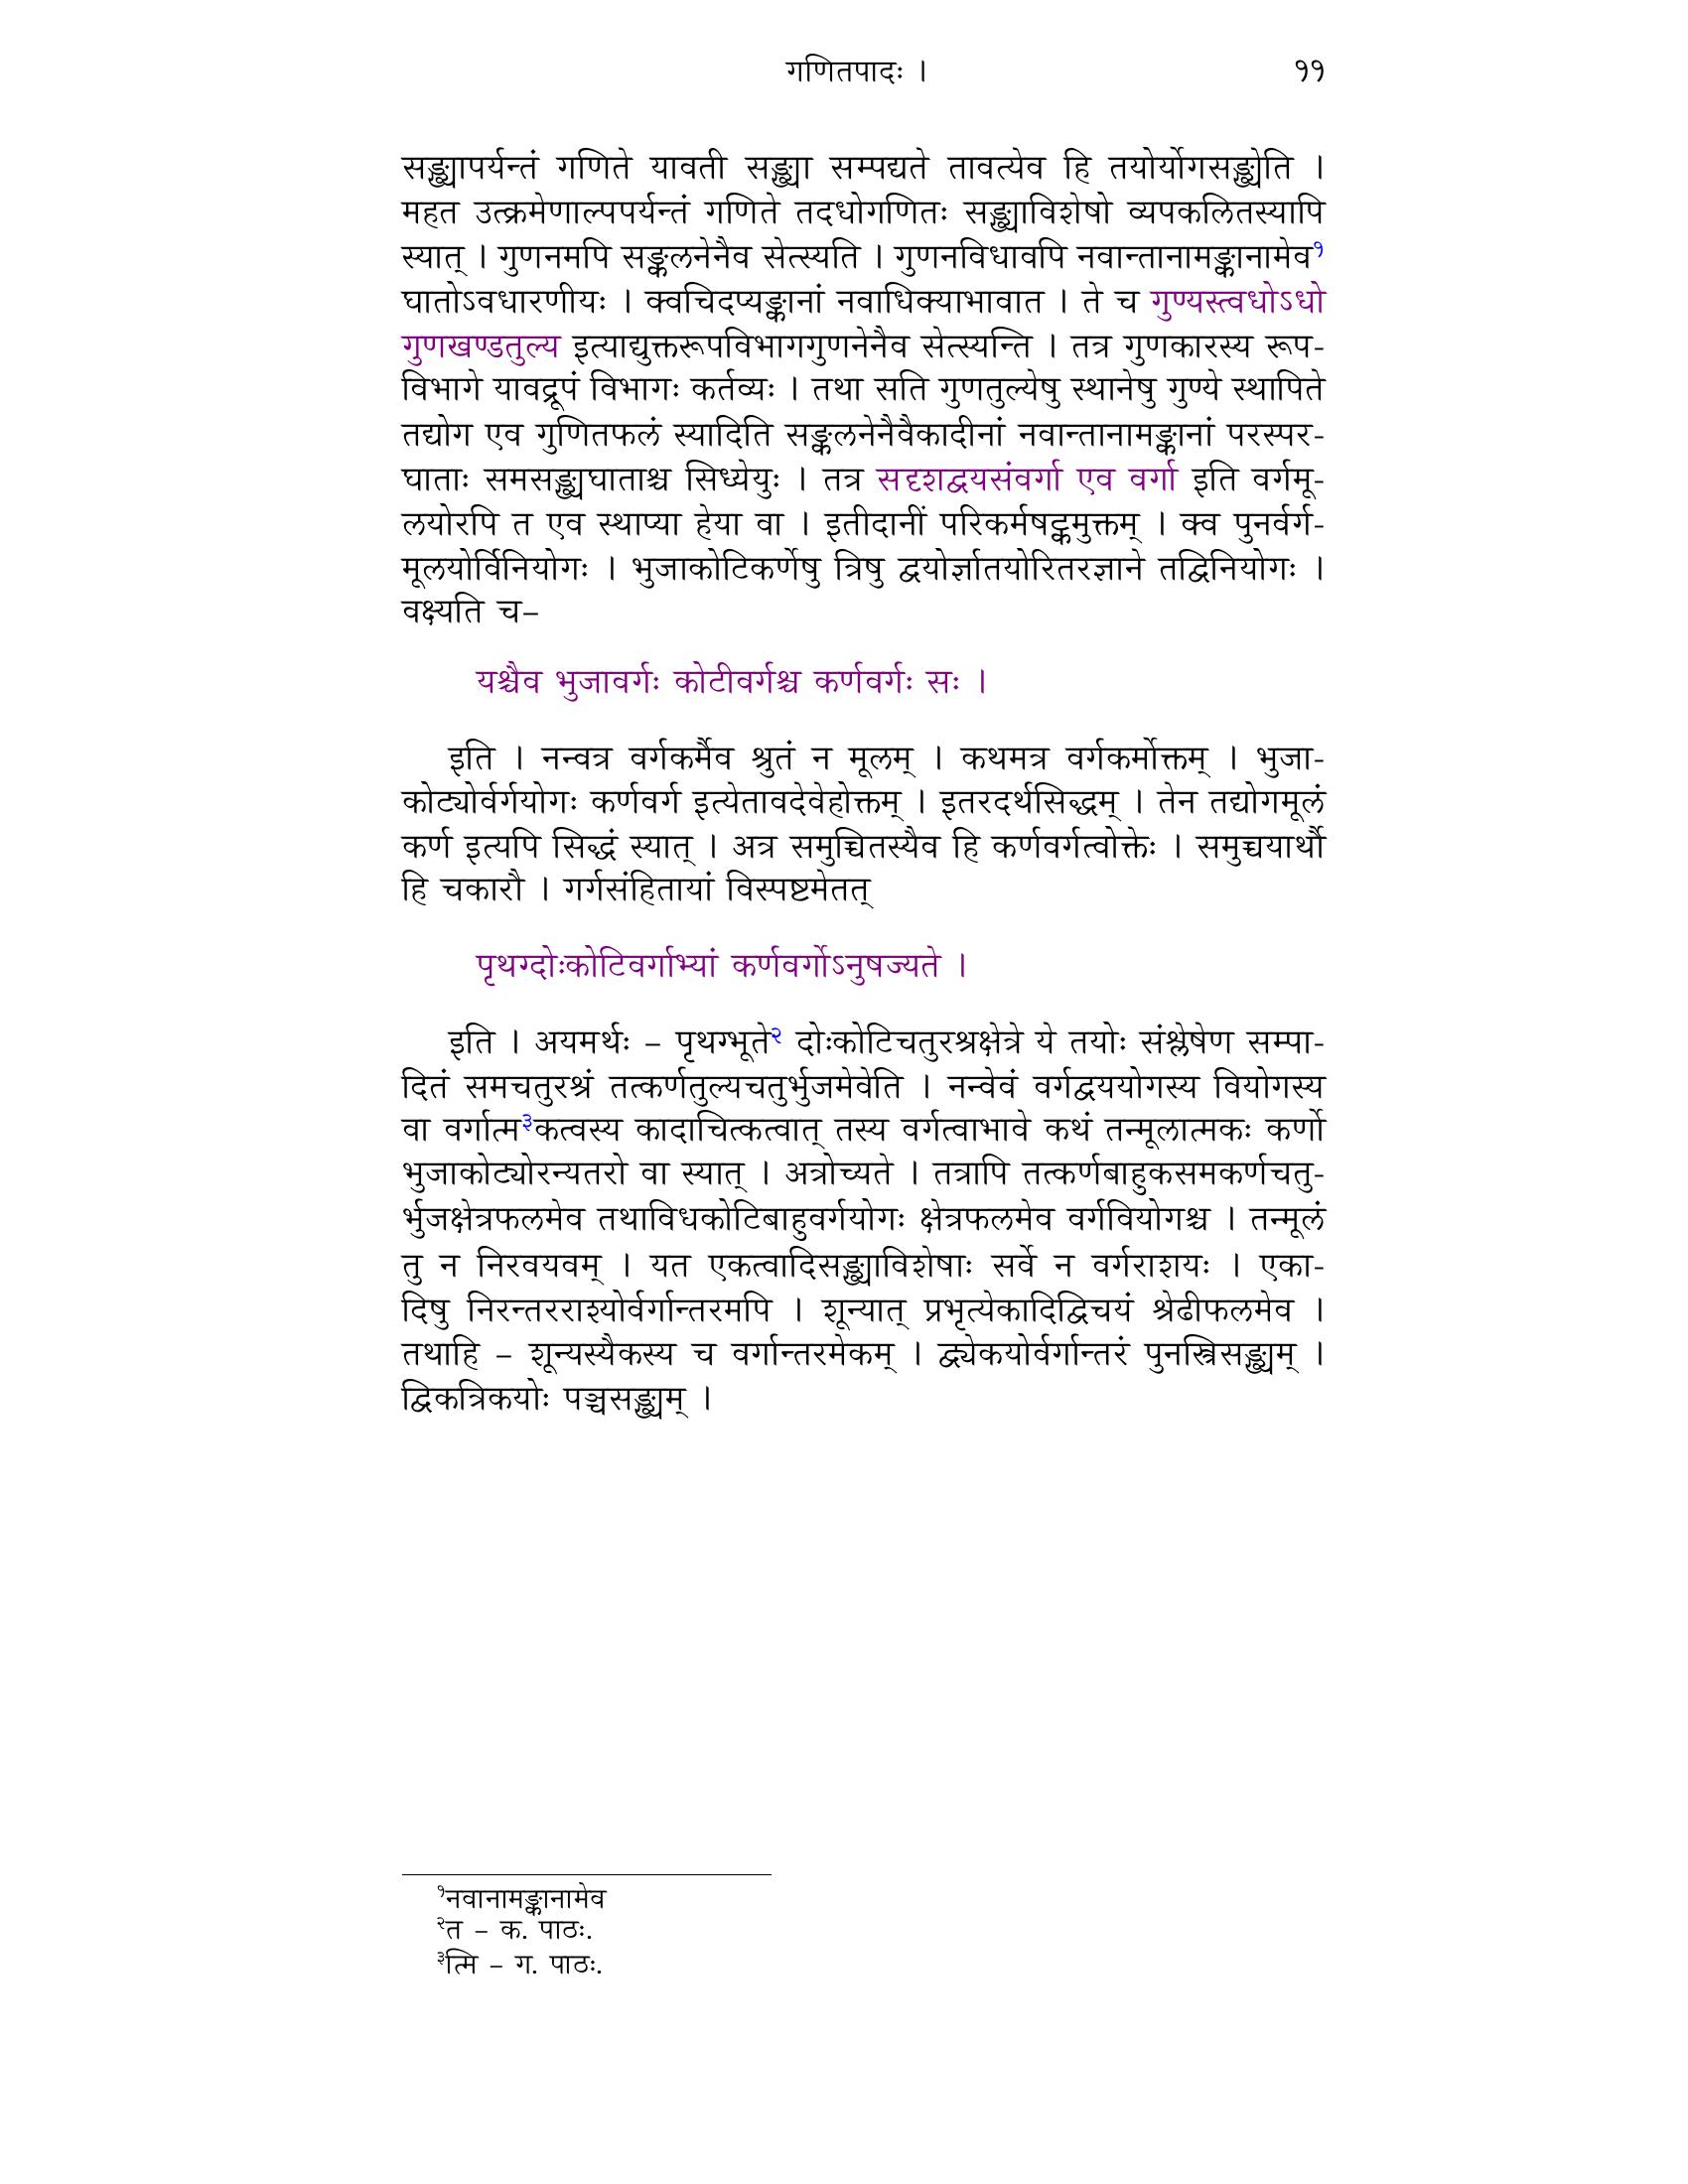 गणितपादः ।
११
सङ्ख्यापर्यन्तं गणिते यावती सङ्ख्या सम्पद्यते तावत्येव हि तयोर्योगसङ्ख्येति ।
महत उत्क्रमेणाल्पपर्यन्तं गणिते तदधोगणितः सङ्ख्याविशेषो व्यपकलितस्यापि
स्यात् । गुणनमपि सङ्कलनेनैव सेत्स्यति । गुणनविधावपि नवान्तानामङ्कानामेव१
घातोऽवधारणीयः । क्वचिदप्यङ्कानां नवाधिक्याभावात । ते च गुण्यस्त्वधोऽधो
गुणखण्डतुल्य इत्याद्युक्तरूपविभागगुणनेनैव सेत्स्यन्ति । तत्र गुणकारस्य रूप-
विभागे यावद्रूपं विभागः कर्तव्यः । तथा सति गुणतुल्येषु स्थानेषु गुण्ये स्थापिते
तद्योग एव गुणितफलं स्यादिति सङ्कलनेनैवैकादीनां नवान्तानामङ्कानां परस्पर-
घाताः समसङ्ख्यघाताश्च सिध्येयुः । तत्र सदृशद्वयसंवर्गा एव वर्गा इति वर्गमू-
लयोरपि त एव स्थाप्या हेया वा । इतीदानीं परिकर्मषट्कमुक्तम् । क्व पुनर्वर्ग-
मूलयोर्विनियोगः । भुजाकोटिकर्णेषु त्रिषु द्वयोर्ज्ञातयोरितरज्ञाने तद्विनियोगः ।
वक्ष्यति च–
यश्चैव भुजावर्गः कोटीवर्गश्च कर्णवर्गः सः ।
इति । नन्वत्र वर्गकर्मैव श्रुतं न मूलम् । कथमत्र वर्गकर्मोक्तम् । भुजा-
कोट्योर्वर्गयोगः कर्णवर्ग इत्येतावदेवेहोक्तम् । इतरदर्थसिद्धम् । तेन तद्योगमूलं
कर्ण इत्यपि सिद्धं स्यात् । अत्र समुच्चितस्यैव हि कर्णवर्गत्वोक्तेः । समुच्चयार्थौ
हि चकारौ । गर्गसंहितायां विस्पष्टमेतत्
पृथग्दोःकोटिवर्गाभ्यां कर्णवर्गोऽनुषज्यते ।
इति । अयमर्थः – पृथग्भूते२ दोःकोटिचतुरश्रक्षेत्रे ये तयोः संश्लेषेण सम्पा-
दितं समचतुरश्रं तत्कर्णतुल्यचतुर्भुजमेवेति । नन्वेवं वर्गद्वययोगस्य वियोगस्य
वा वर्गात्म३कत्वस्य कादाचित्कत्वात् तस्य वर्गत्वाभावे कथं तन्मूलात्मकः कर्णो
भुजाकोट्योरन्यतरो वा स्यात् । अत्रोच्यते । तत्रापि तत्कर्णबाहुकसमकर्णचतु-
र्भुजक्षेत्रफलमेव तथाविधकोटिबाहुवर्गयोगः क्षेत्रफलमेव वर्गवियोगश्च । तन्मूलं
तु न निरवयवम् । यत एकत्वादिसङ्ख्याविशेषाः सर्वे न वर्गराशयः । एका-
दिषु निरन्तरराश्योर्वर्गान्तरमपि । शून्यात् प्रभृत्येकादिद्विचयं श्रेढीफलमेव ।
तथाहि – शून्यस्यैकस्य च वर्गान्तरमेकम् । द्व्येकयोर्वर्गान्तरं पुनस्त्रिसङ्ख्यम् ।
द्विकत्रिकयोः पञ्चसङ्ख्यम् ।
१नवानामङ्कानामेव
२त – क. पाठः.
३त्मि – ग. पाठः.